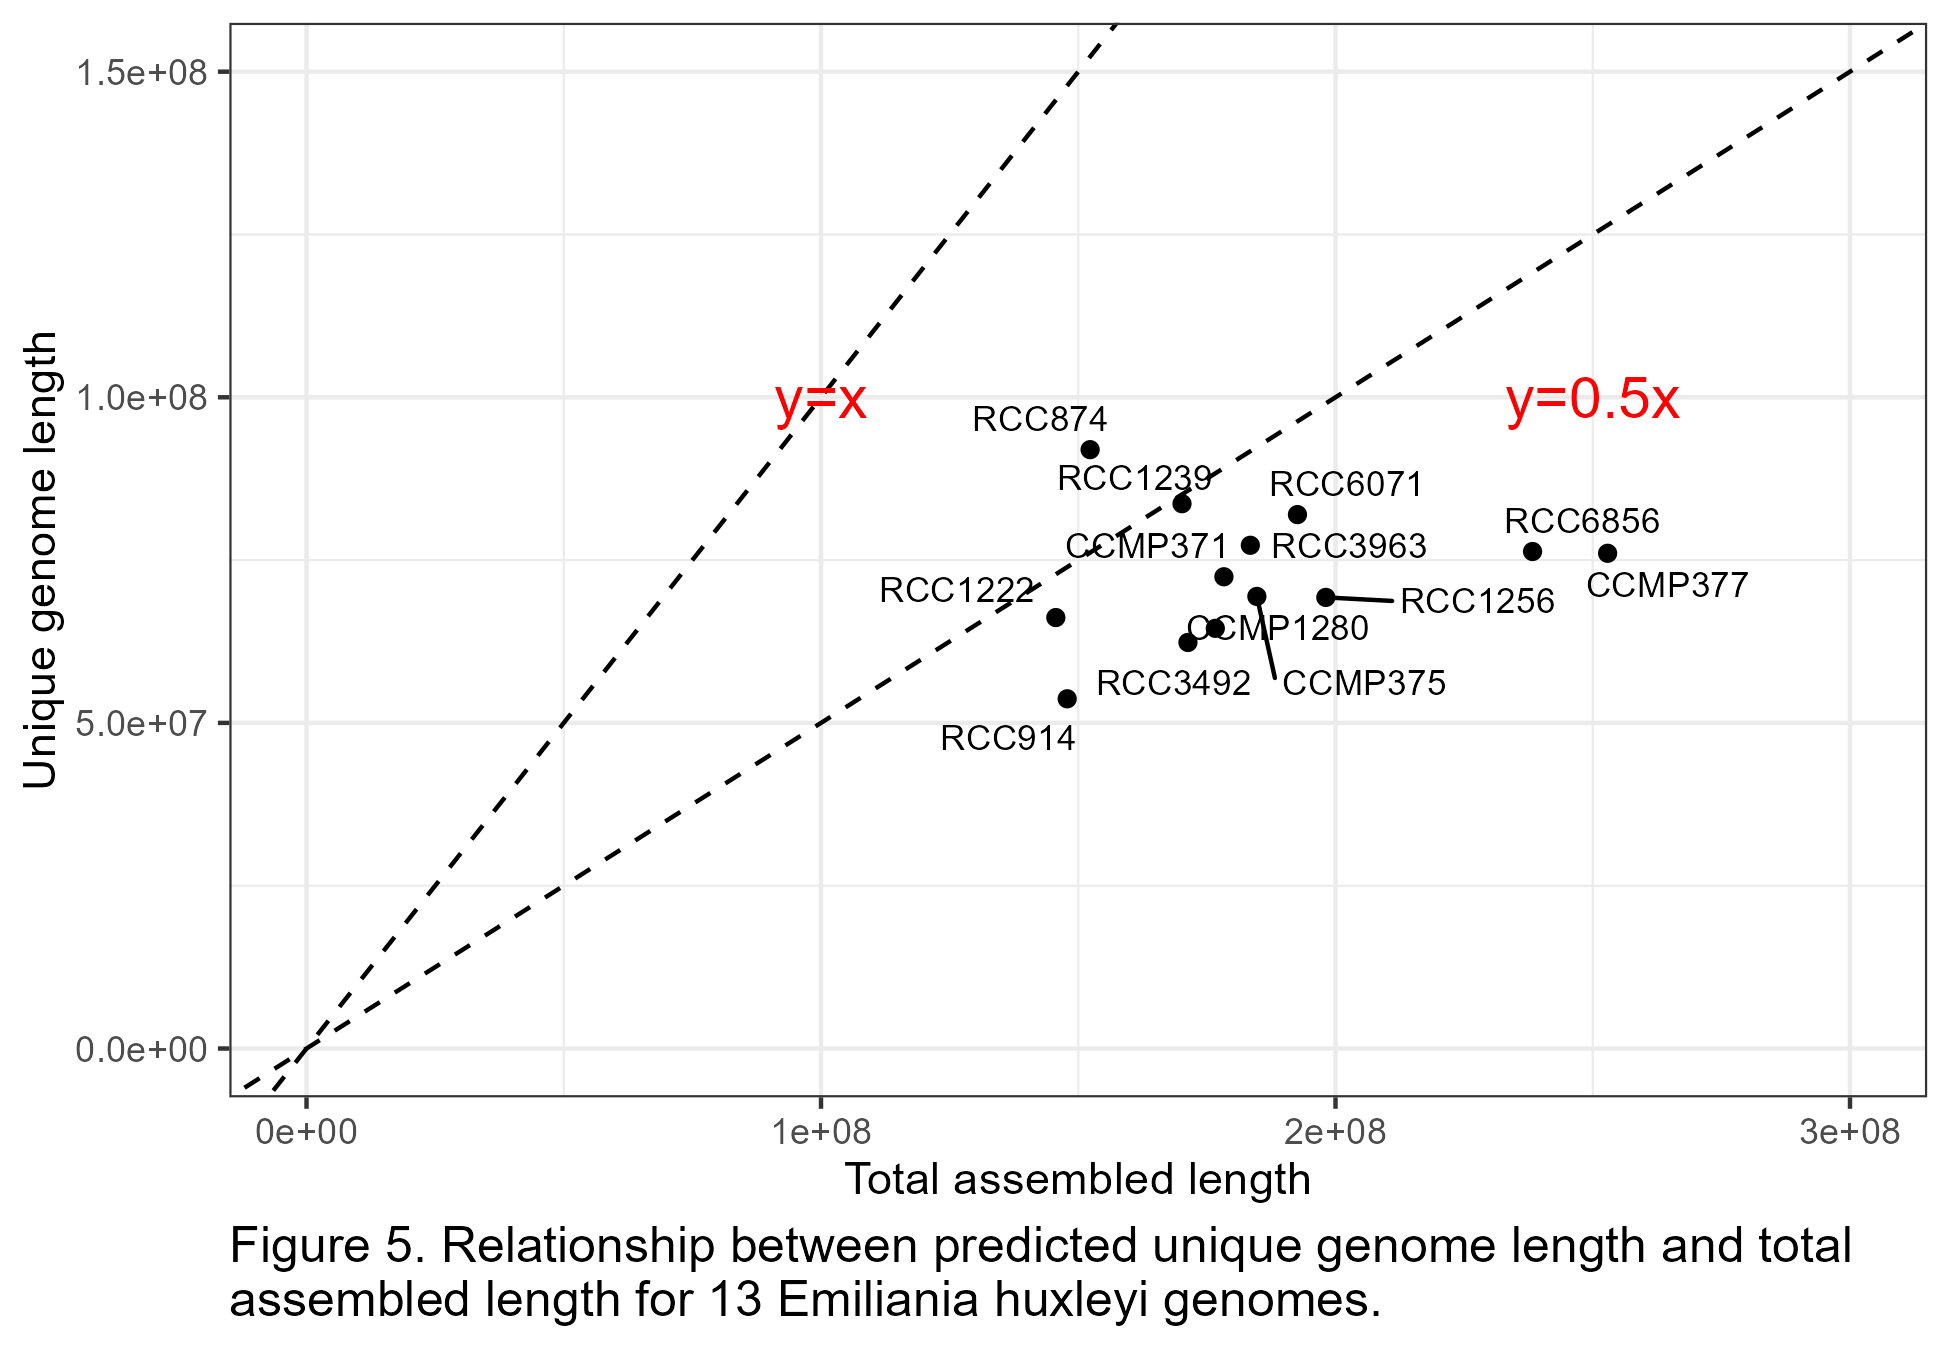 1.5e+08
y=x
y=0.5x
1.0e+08
RCC874
RCC1239
RCC6071
RCC6856
CCMP371
RCC3963
CCMP377
RCC1222
RCC1256
CCMP1280
RCC3492
CCMP375
RCC914
5.0e+07
0.0e+00
Unique genome length
0e+00
1e+08
2e+08
3e+08
Total assembled length
Figure 5. Relationship between predicted unique genome length and total
assembled length for 13 Emiliania huxleyi genomes.